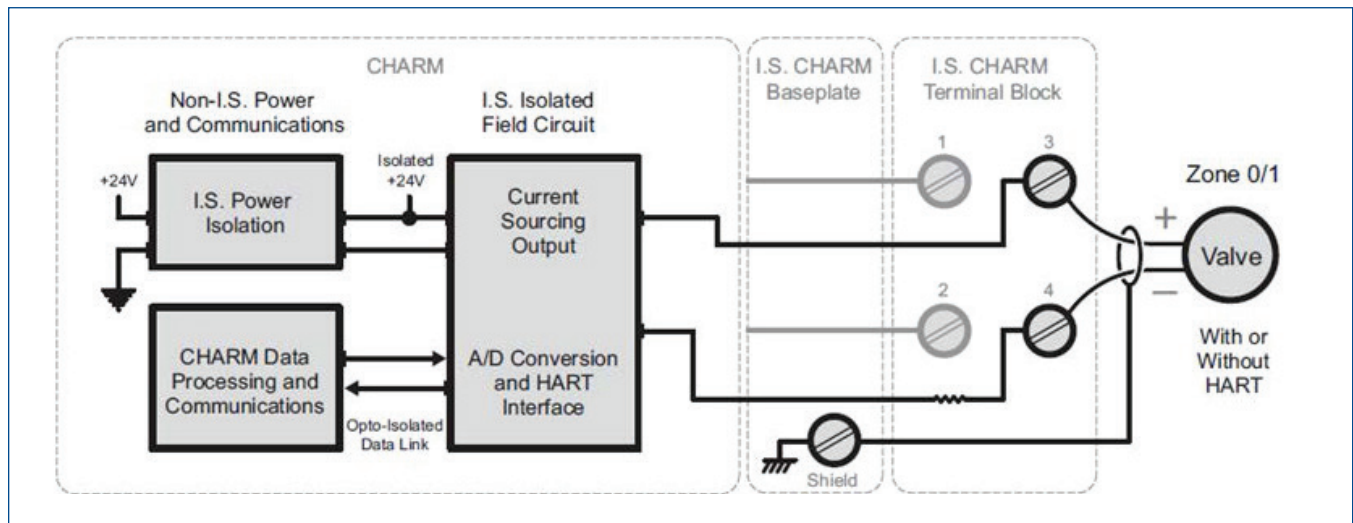 CHARM
Non-I.S. Power
and Communications
I.S. Isolated
Field Circuit
+24V
I.S. Power
Isolation
Isolated
+24V
Current
Sourcing
Output
CHARM Data
Processing and
Communications
A/D Conversion
and HART
Interface
Opto-Isolated
Data Link
I.S. CHARM
Baseplate
Shield
I.S. CHARM
Terminal Block
1
3
2
4
Zone 0/1
+
Valve
—
With or
Without
HART